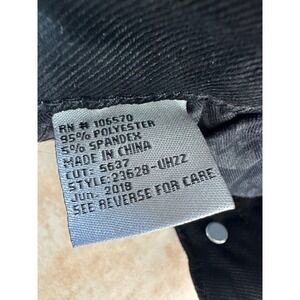 RN # 106570
95% POLYESTER
5% SPANDEX
MADE IN CHINA
CUT: 5637
STYLE: 23628-UHZZ
Jun. 2018
SEE REVERSE FOR CARE